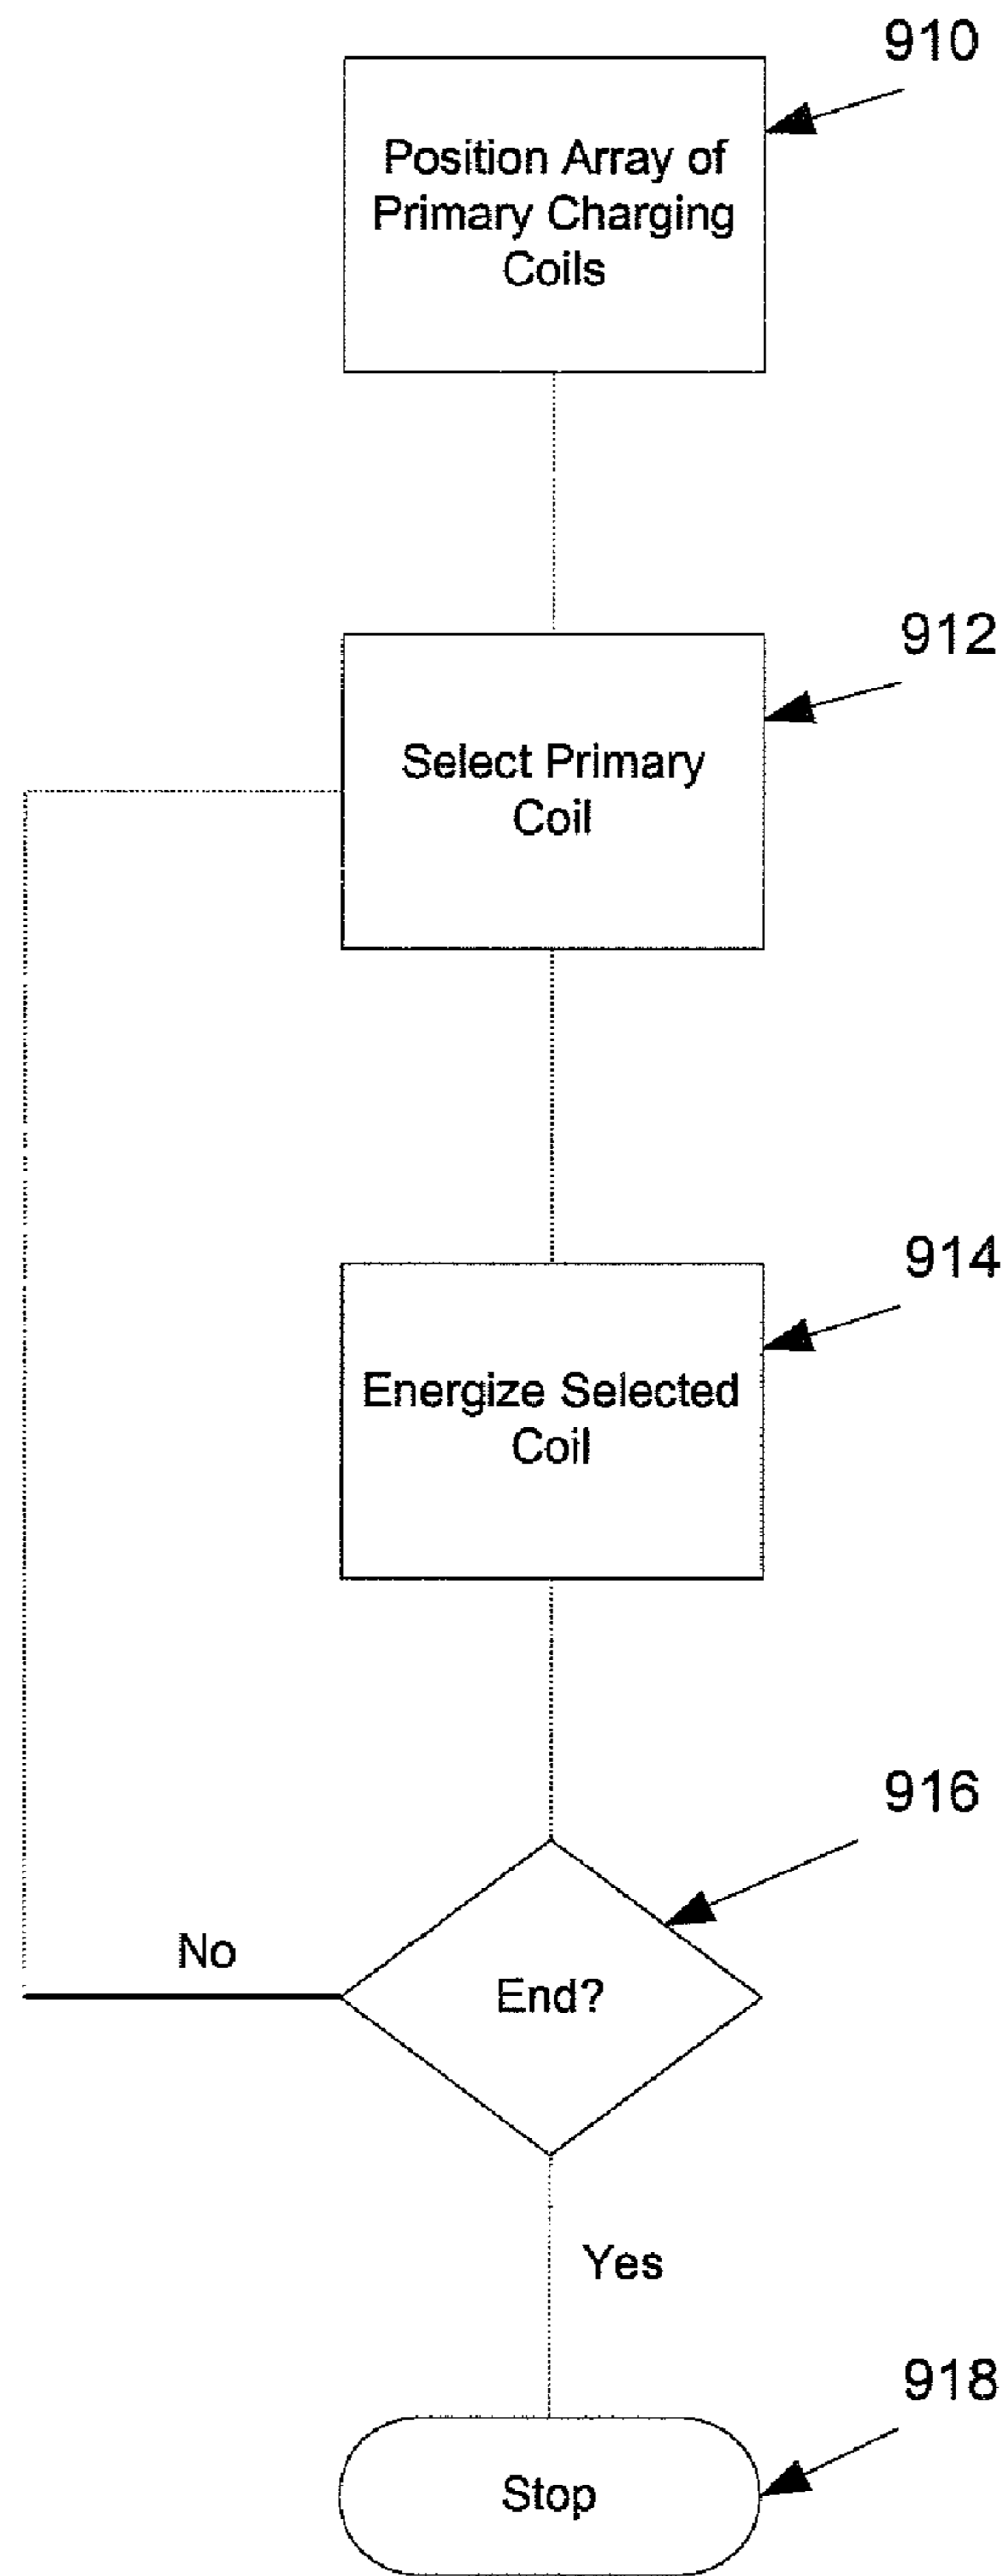 910
Position Array of
Primary Charging
Coils
912
Select Primary
Coil
914
Energize Selected
Coil
916
No
End?
Yes
918
Stop